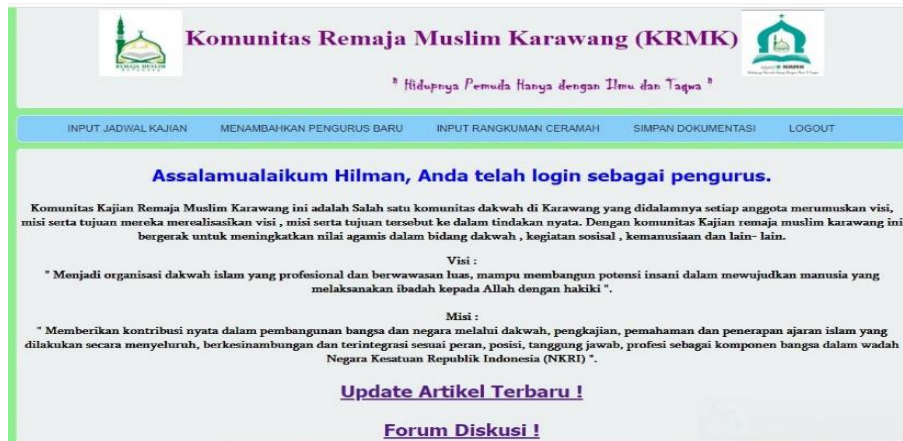 Komunitas Remaja Muslim Karawang (KRMK)
REMAJA MUSLIM
" Hidupnya Pemuda Hanya dengan Ilmu dan Taqwa "
INPUT JADWAL KAJIAN MENAMBAHKAN PENGURUS BARU INPUT RANGKUMAN CERAMAH SIMPAN DOKUMENTASI LOGOUT
Assalamualaikum Hilman, Anda telah login sebagai pengurus.
Komunitas Kajian Remaja Muslim Karawang ini adalah Salah satu komunitas dakwah di Karawang yang didalamnya setiap anggota merumuskan visi,
misi serta tujuan mereka merealisasikan visi , misi serta tujuan tersebut ke dalam tindakan nyata. Dengan komunitas Kajian remaja muslim karawang ini
bergerak untuk meningkatkan nilai agamis dalam bidang dakwah , kegiatan sosisal , kemanusiaan dan lain- lain.
Visi :
" Menjadi organisasi dakwah islam yang profesional dan berwawasan luas, mampu membangun potensi insani dalam mewujudkan manusia yang
melaksanakan ibadah kepada Allah dengan hakiki ".
Misi :
" Memberikan kontribusi nyata dalam pembangunan bangsa dan negara melalui dakwah, pengkajian, pemahaman dan penerapan ajaran islam yang
dilakukan secara menyeluruh, berkesinambungan dan terintegrasi sesuai peran, posisi, tanggung jawab, profesi sebagai komponen bangsa dalam wadah
Negara Kesatuan Republik Indonesia (NKRI) ".
Update Artikel Terbaru !
Forum Diskusi !